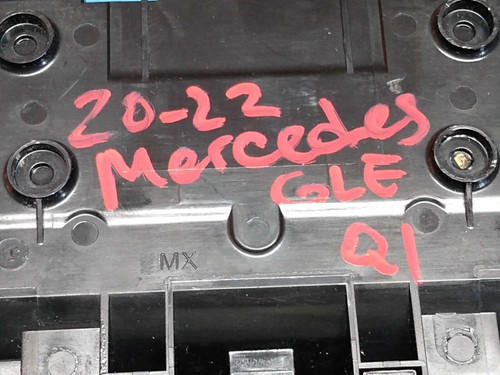 20-22
Mercedes
GLE
Q1
MX